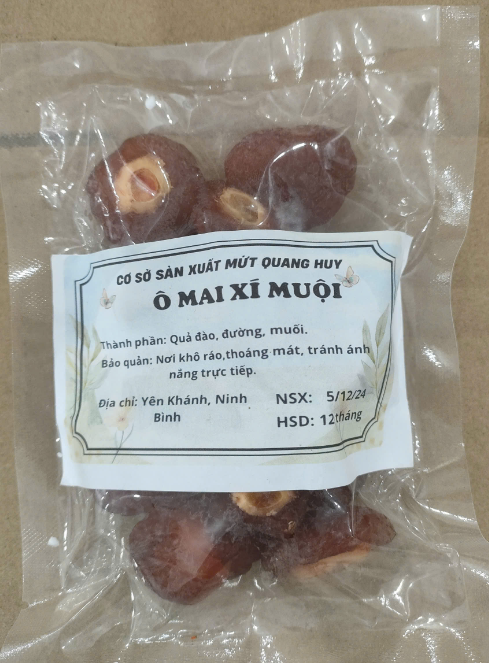 CƠ SỞ SẢN XUẤT MỨT QUANG HUY
Ô MAI XÍ MUỘI
Thành phần: Quả đào, đường, muối.
Bảo quản: Nơi khô ráo,thoáng mát, tránh ánh
nắng trực tiếp.
Địa chỉ: Yên Khánh, Ninh
Bình
NSX: 5/12/24
HSD: 12tháng